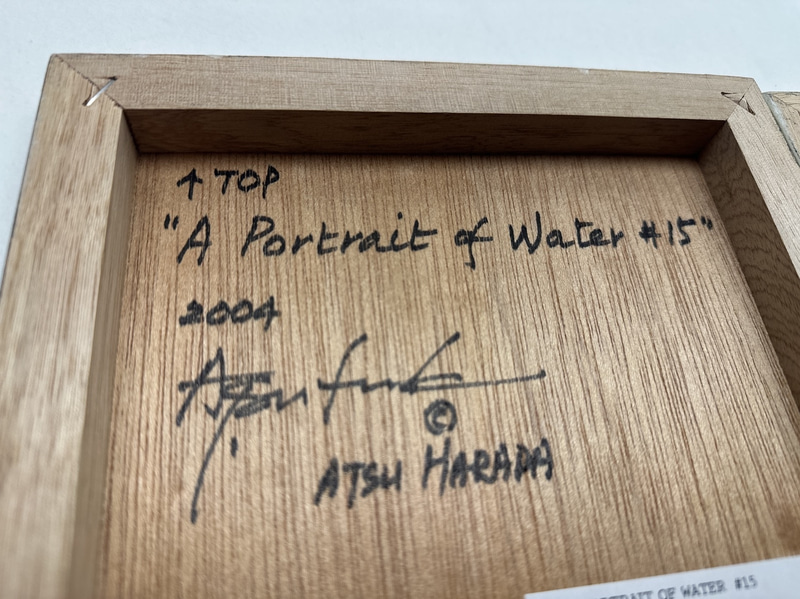 ↑ TOP
"A Portrait of Water #15"
2004
©
ATSU HARADA
PORTRAIT OF WATER #15